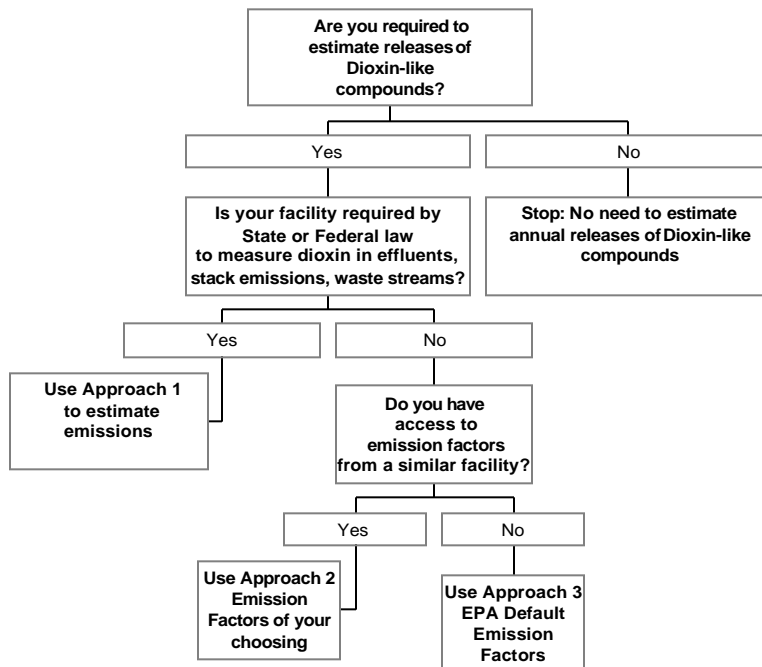 Are you required to
estimate releases of
Dioxin-like
compounds?
Yes
No
Is your facility required by
State or Federal law
to measure dioxin in effluents,
stack emissions, waste streams?
Stop: No need to estimate
annual releases of Dioxin-like
compounds
Yes
No
Use Approach 1
to estimate
emissions
Do you have
access to
emission factors
from a similar facility?
Yes
No
Use Approach 2
Emission
Factors of your
choosing
Use Approach 3
EPA Default
Emission
Factors